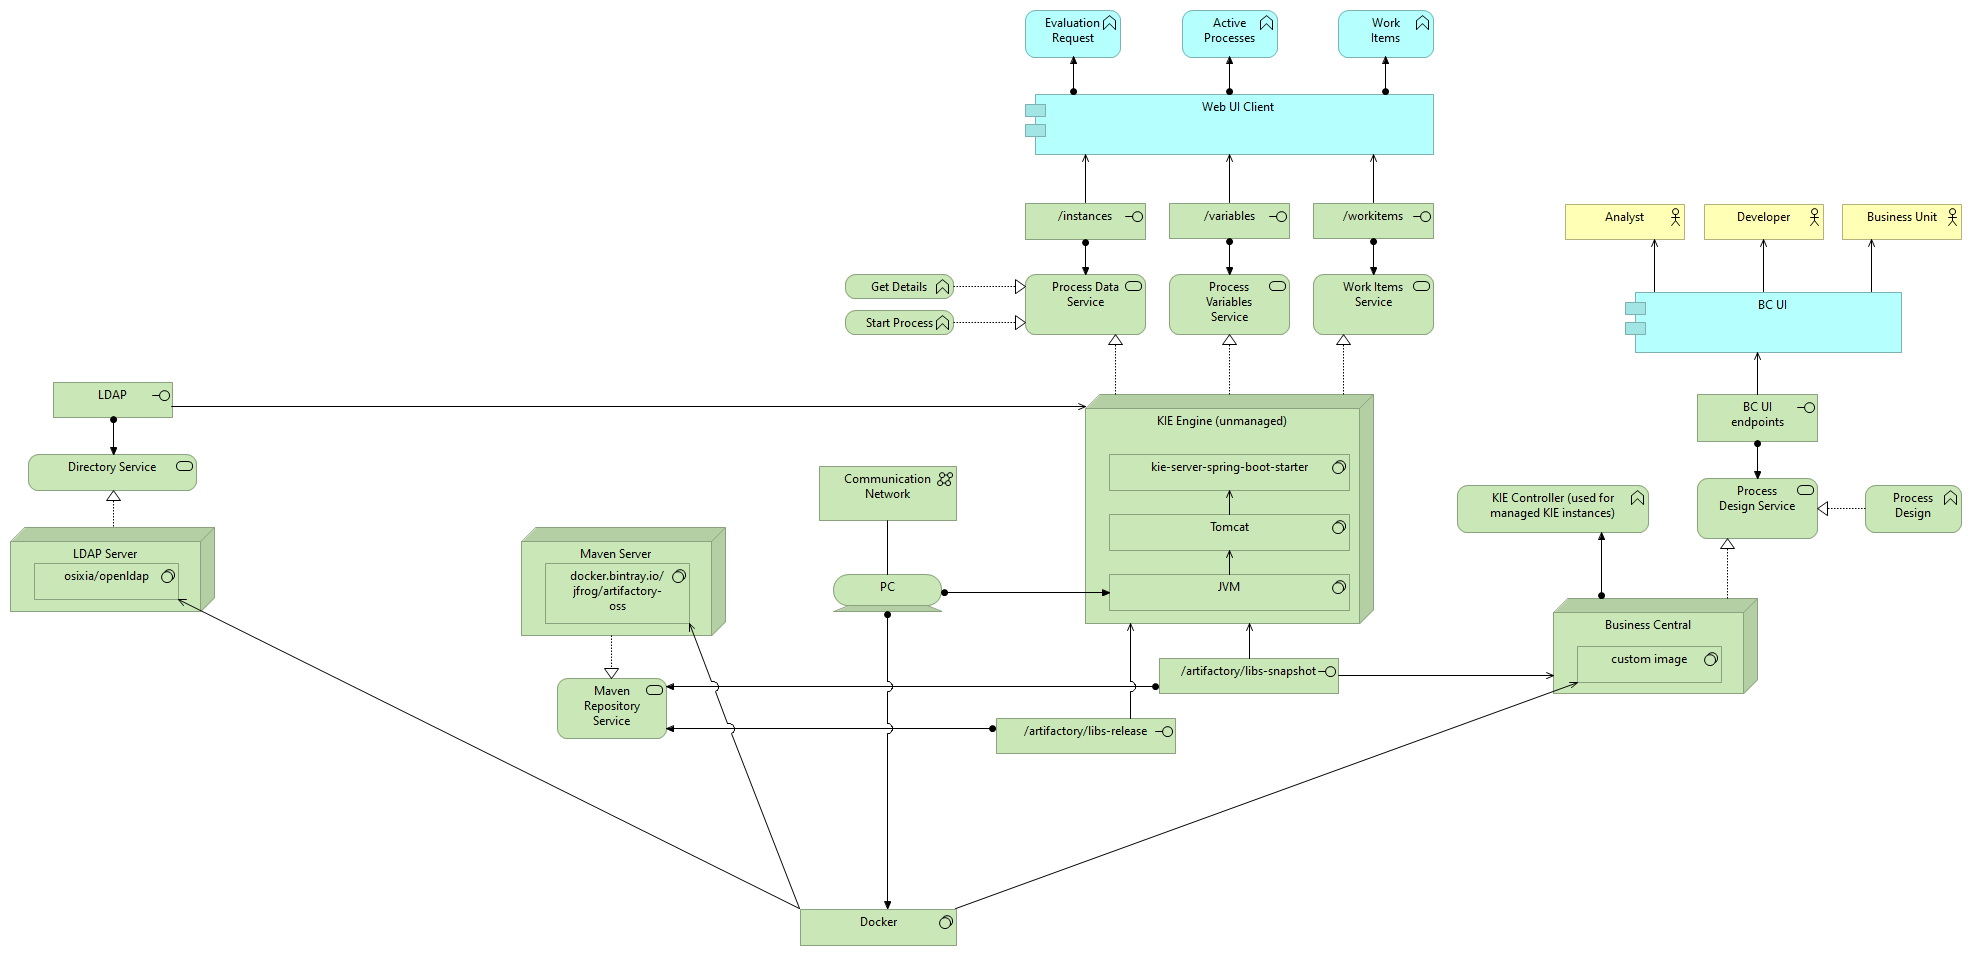 Evaluation
Request
Active
Processes
Work
Items
Web UI Client
/instances
/variables
/workitems
Analyst
Developer
Business Unit
Get Details
Start Process
Process Data
Service
Process
Variables
Service
Work Items
Service
BC UI
LDAP
KIE Engine (unmanaged)
BC UI
endpoints
Directory Service
Communication
Network
kie-server-spring-boot-starter
Tomcat
JVM
KIE Controller (used for
managed KIE instances)
Process
Design Service
Process
Design
LDAP Server
osixia/openldap
Maven Server
docker.bintray.io/
jfrog/artifactory-
oss
PC
Business Central
custom image
/artifactory/libs-snapshot
Maven
Repository
Service
/artifactory/libs-release
Docker